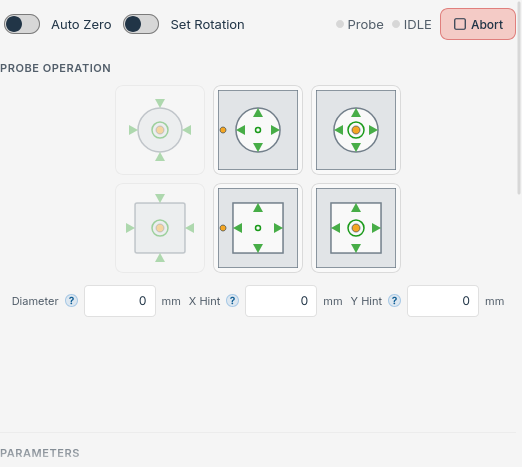 Auto Zero Set Rotation Probe IDLE Abort
PROBE OPERATION
Diameter ? 0 mm X Hint ? 0 mm Y Hint ? 0 mm
PARAMETERS